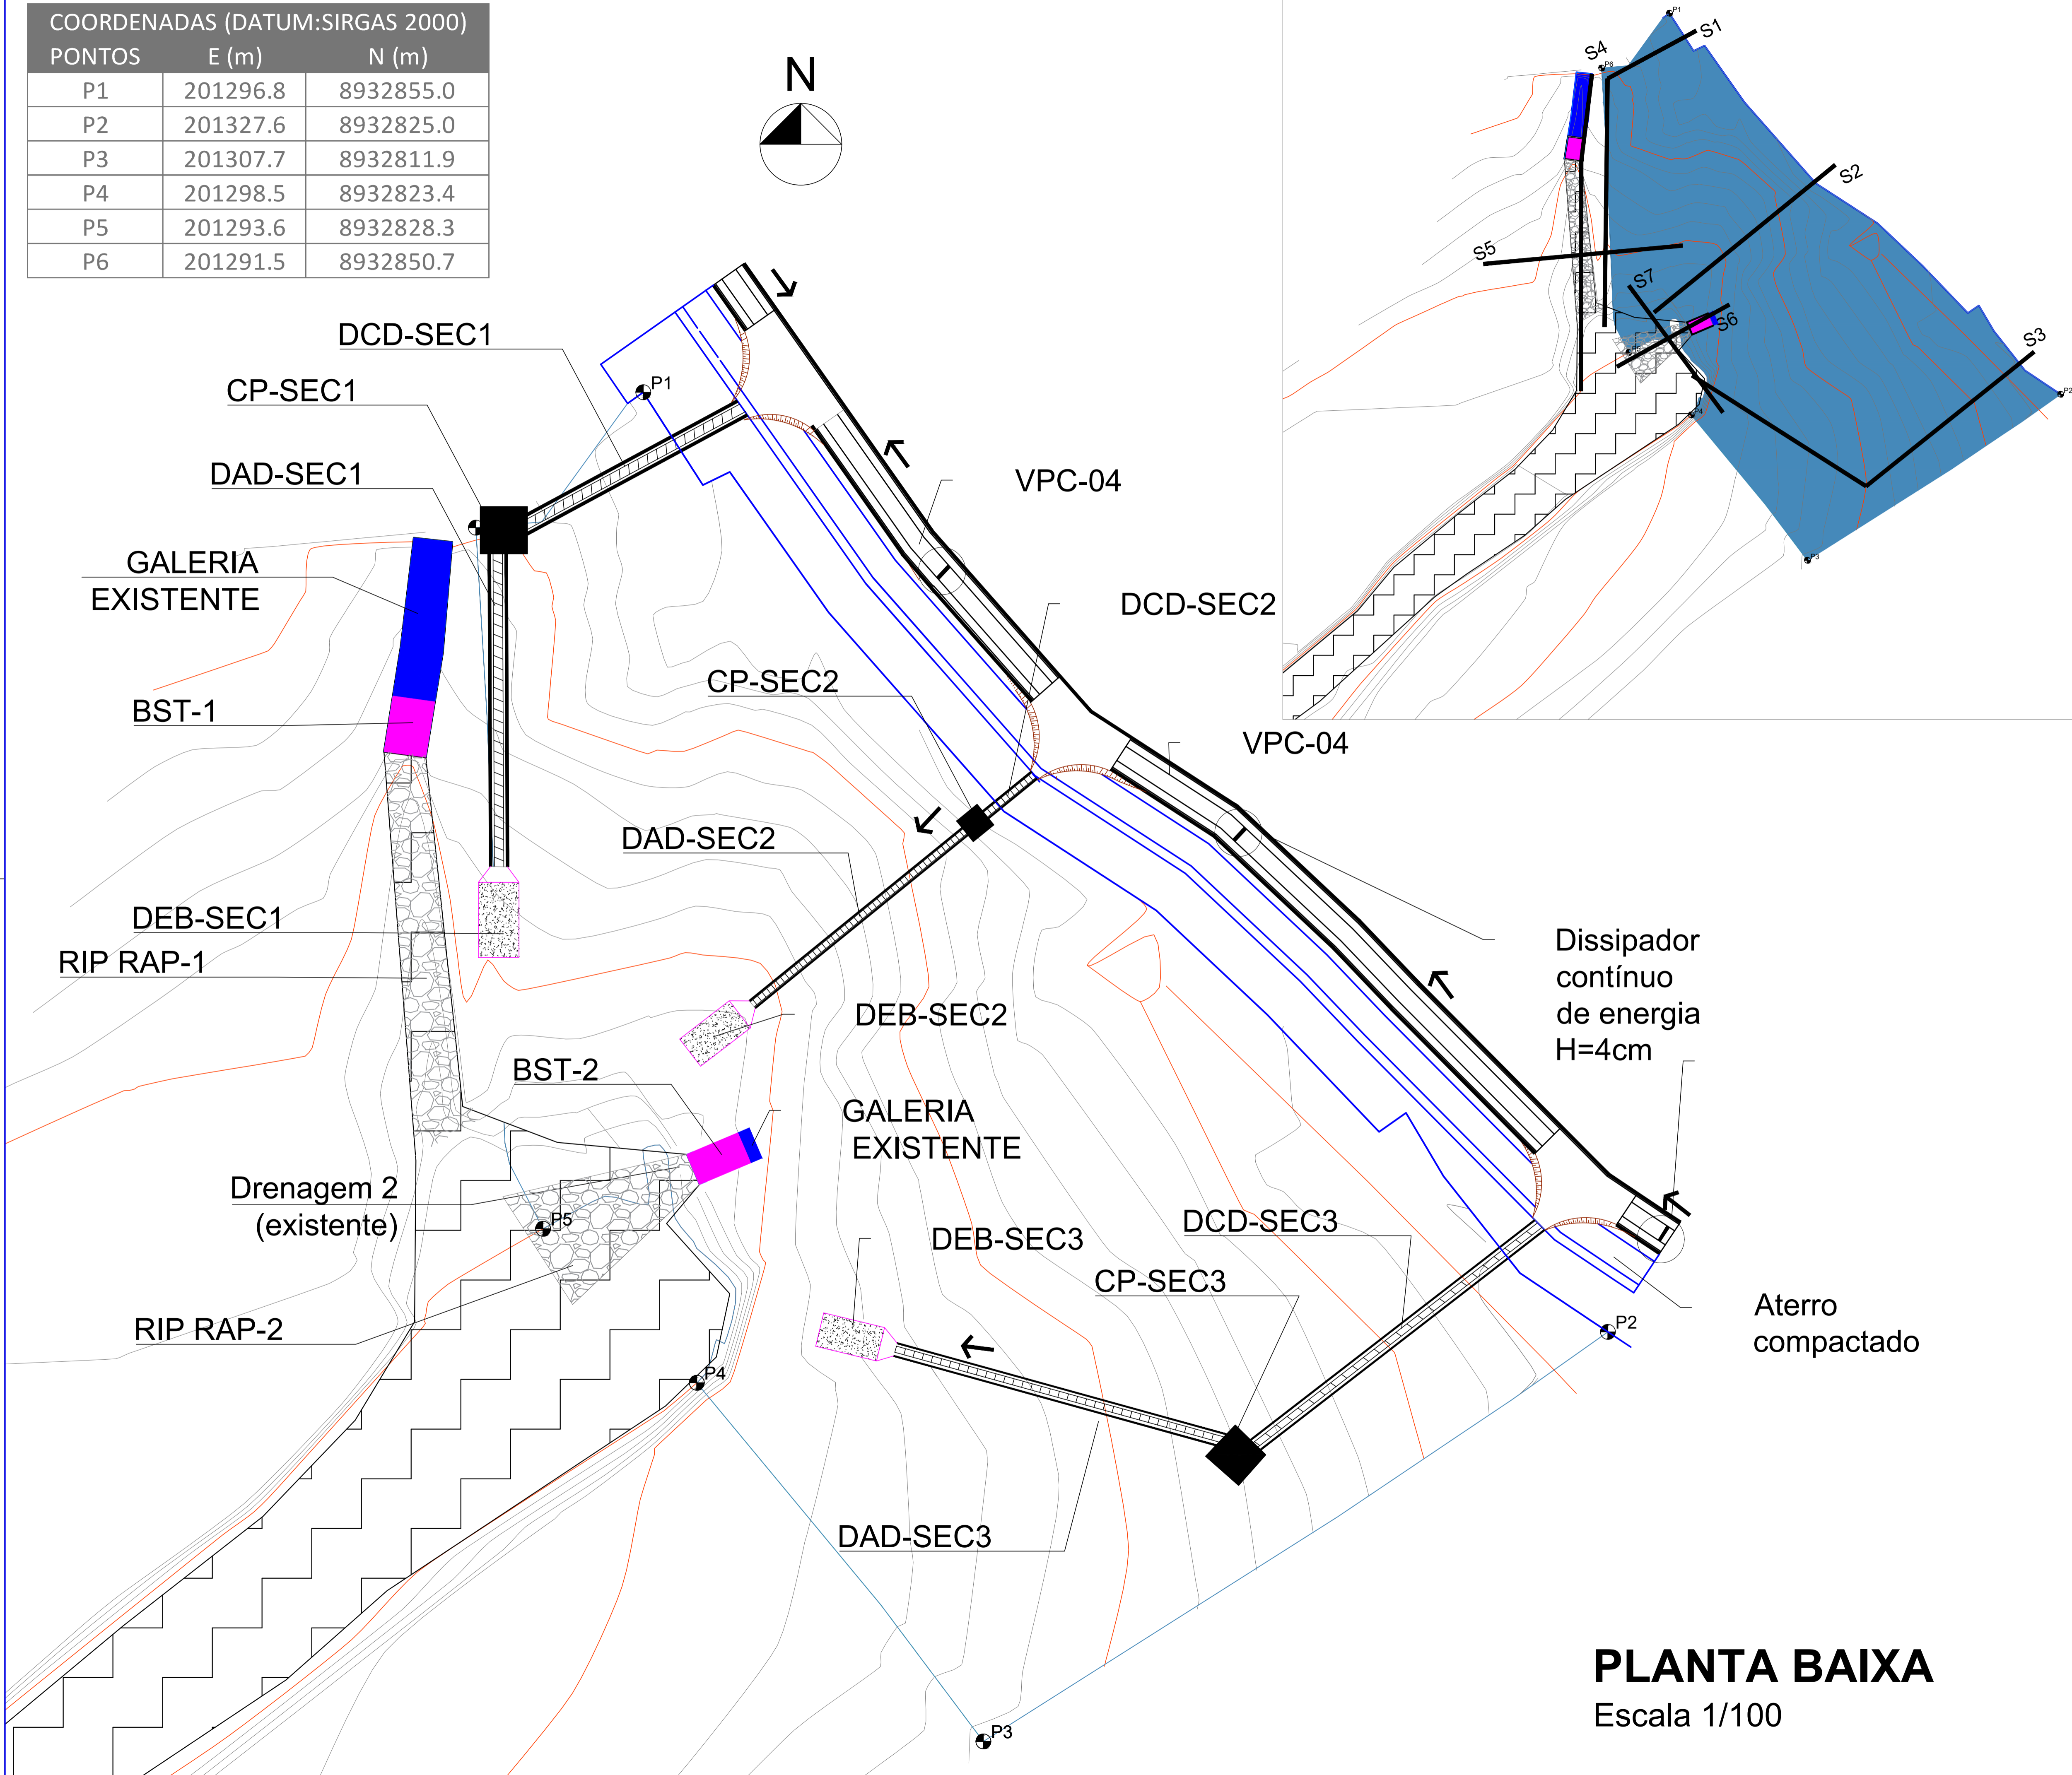 COORDENADAS (DATUM:SIRGAS 2000)
PONTOS E (m) N (m)
P1 201296.8 8932855.0
P2 201327.6 8932825.0
P3 201307.7 8932811.9
P4 201298.5 8932823.4
P5 201293.6 8932828.3
P6 201291.5 8932850.7
N
P1
S1
S4
P6
S2
S5
S7
S6
S3
P2
P4
P3
DCD-SEC1
P1
CP-SEC1
DAD-SEC1
VPC-04
GALERIA
EXISTENTE
DCD-SEC2
CP-SEC2
BST-1
VPC-04
DAD-SEC2
DEB-SEC1
RIP RAP-1
Dissipador
contínuo
de energia
H=4cm
DEB-SEC2
BST-2
GALERIA
EXISTENTE
Drenagem 2
(existente)
P5
DEB-SEC3
DCD-SEC3
CP-SEC3
RIP RAP-2
P2
Aterro
compactado
P4
DAD-SEC3
P3
PLANTA BAIXA
Escala 1/100